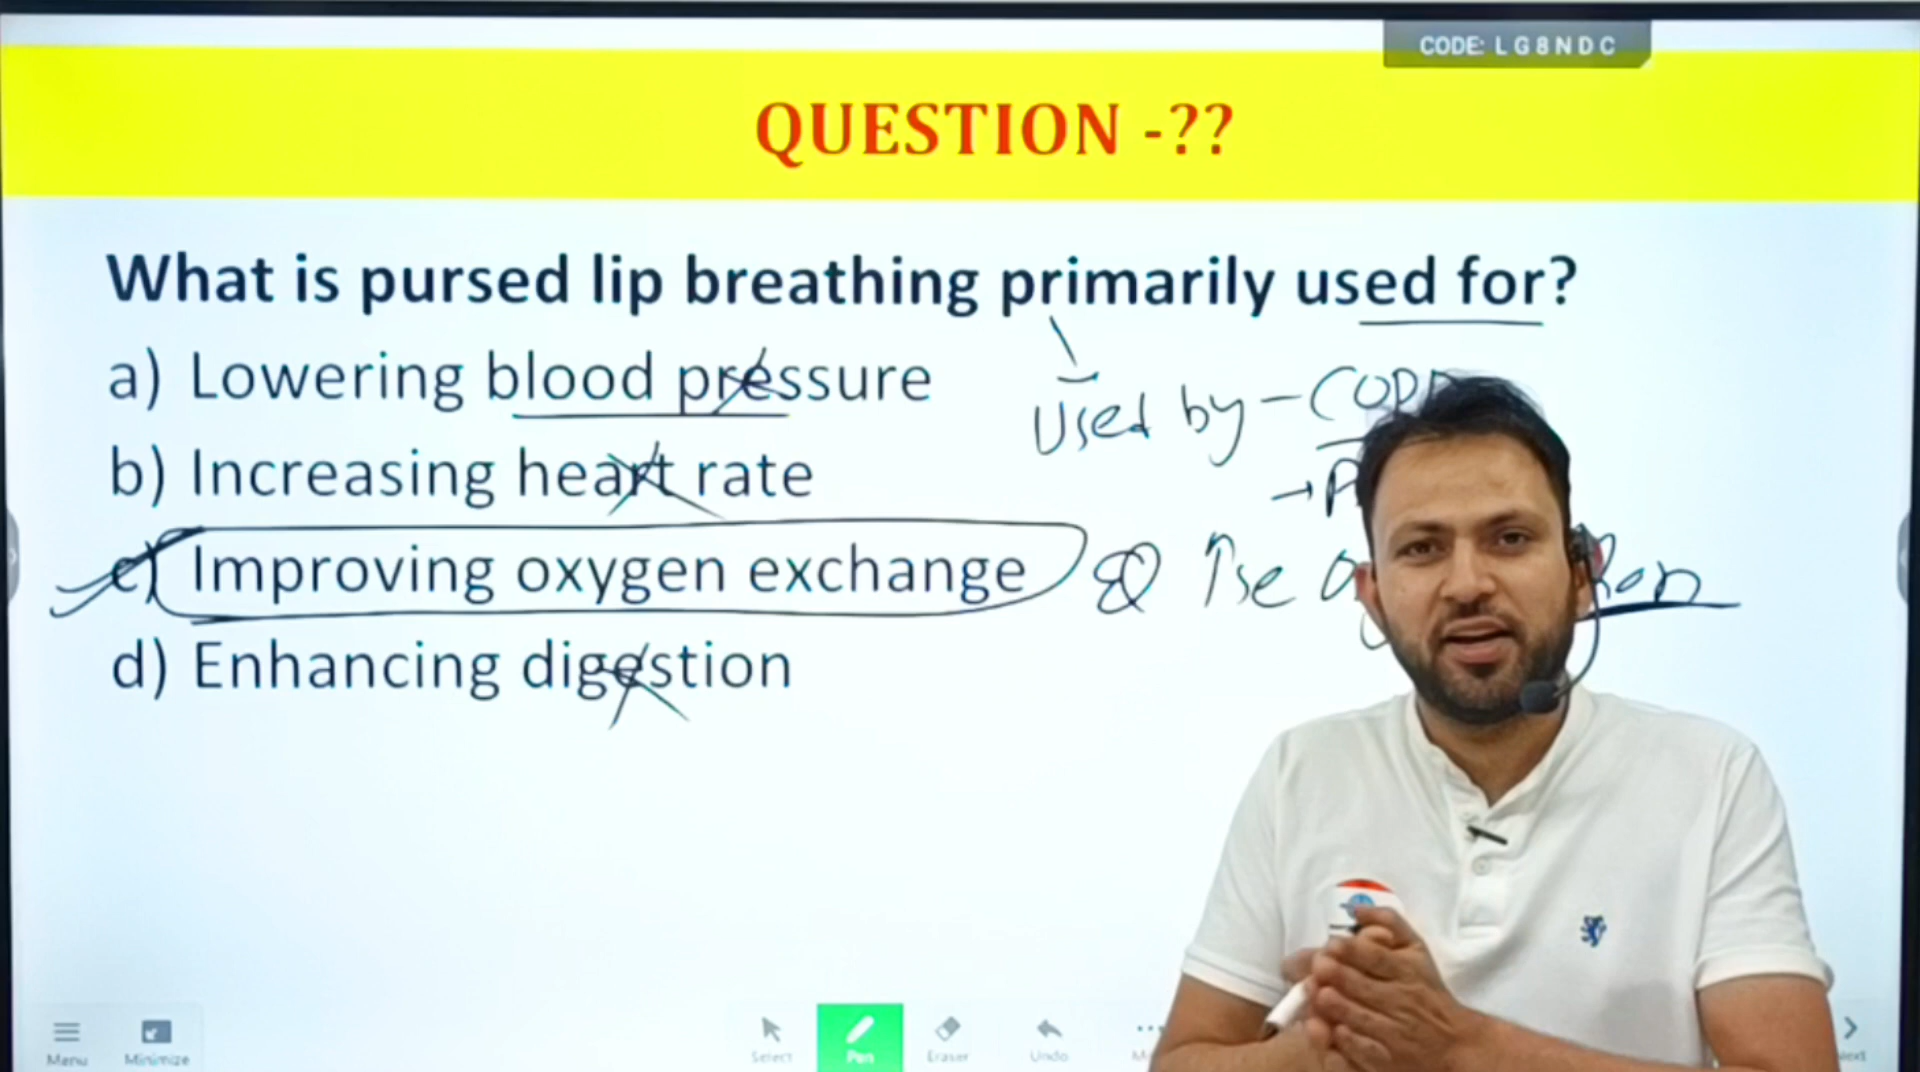 CODE: L G 8 N D C
QUESTION -??
What is pursed lip breathing primarily used for?
a) Lowering blood pressure
b) Increasing heart rate
c) Improving oxygen exchange
d) Enhancing digestion
Used by - COPD
Menu
Minimize
Select
Pen
Eraser
Undo